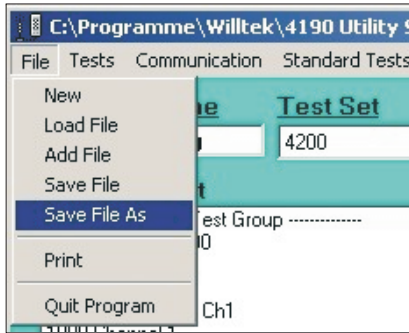 C:\Programme\Willtek\4190 Utility S
File Tests Communication Standard Tests
New
Load File
Add File
Save File
Save File As
Print
Quit Program
Test Set
4200
Test Group -------------
Ch1